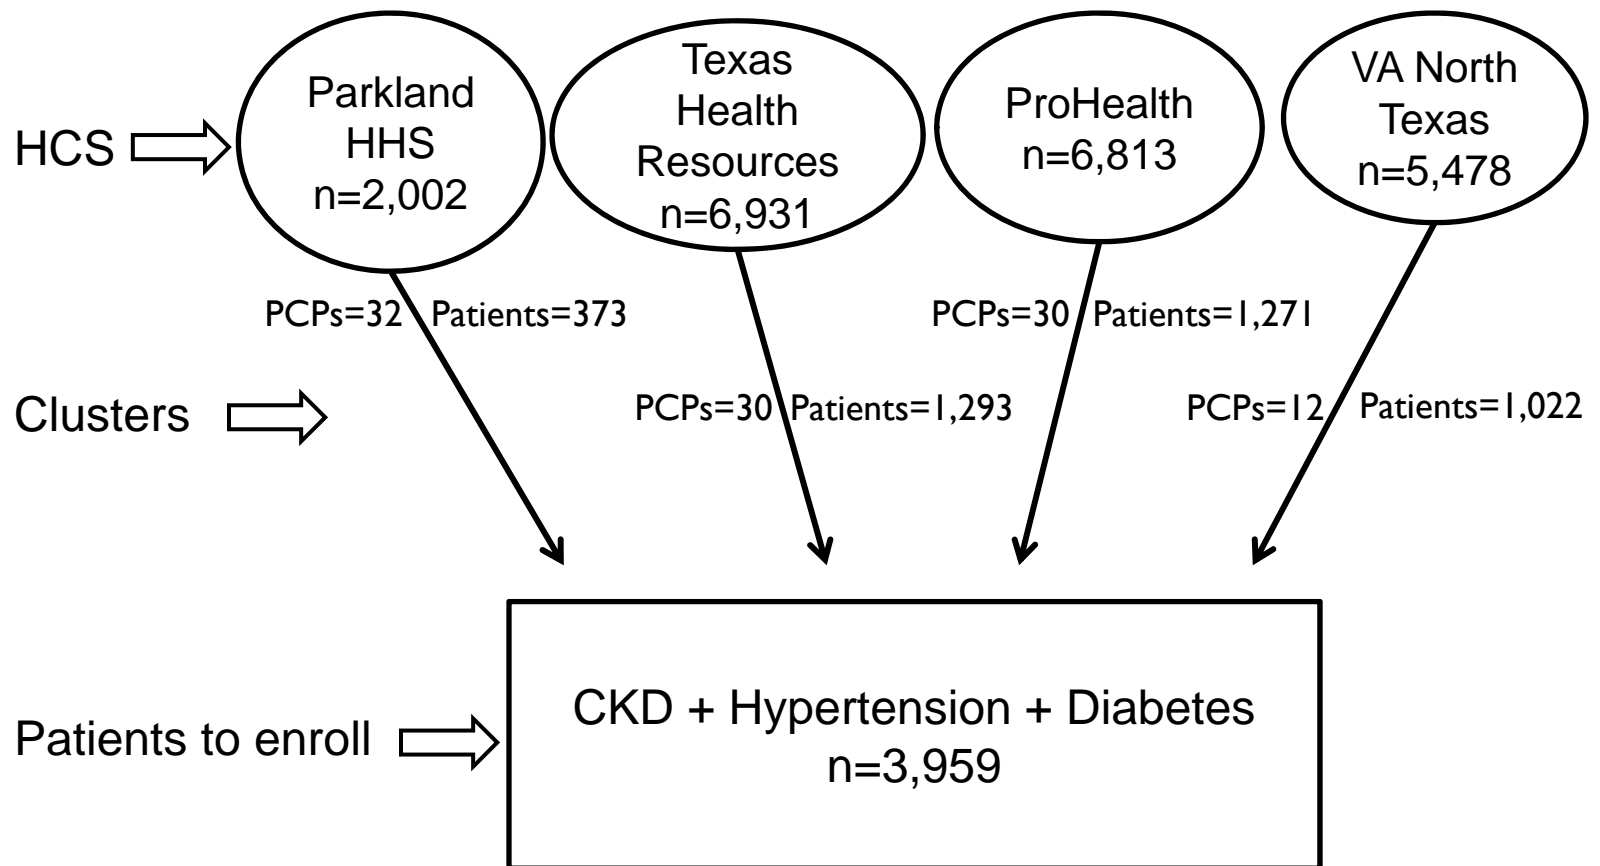 HCS
Parkland
HHS
n=2,002
Texas
Health
Resources
n=6,931
ProHealth
n=6,813
VA North
Texas
n=5,478
PCPs=32 Patients=373
PCPs=30 Patients=1,271
Clusters
PCPs=30 Patients=1,293
PCPs=12 Patients=1,022
Patients to enroll
CKD + Hypertension + Diabetes
n=3,959